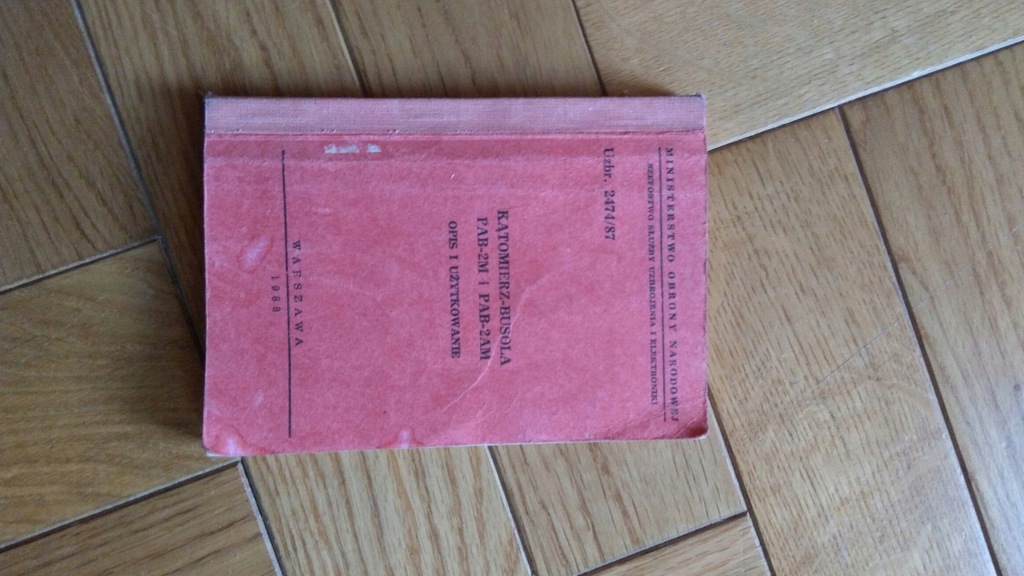 MINISTERSTWO OBRONY NARODOWEJ
SZEFOSTWO SŁUŻBY UZBROJENIA I ELEKTRONIKI
Uzbr. 2474/87
KĄTOMIERZ-BUSOLA
PAB-2M i PAB-2AM
OPIS I UŻYTKOWANIE
WARSZAWA
1988